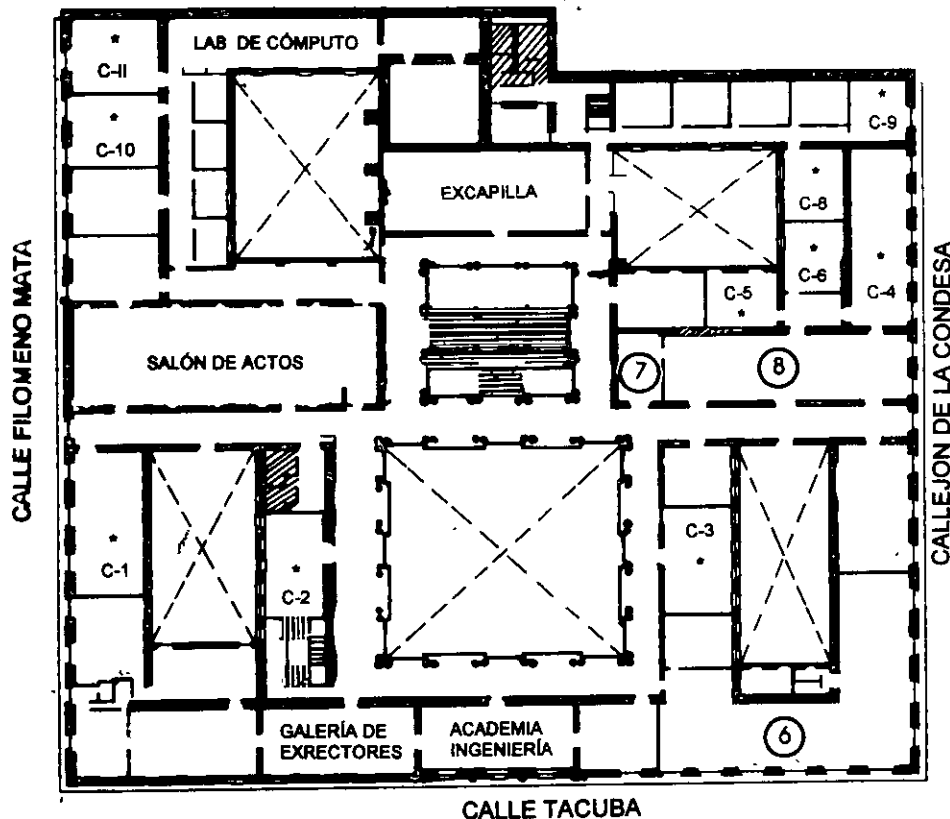 LAB DE CÓMPUTO
*
C-II
*
C-10
*
C-9
EXCAPILLA
*
C-8
*
C-6
*
C-4
C-5
*
SALÓN DE ACTOS
7
8
CALLE FILOMENO MATA
CALLEJON DE LA CONDESA
*
C-1
*
C-2
C-3
*
GALERÍA DE
EXRECTORES
ACADEMIA
INGENIERÍA
6
CALLE TACUBA